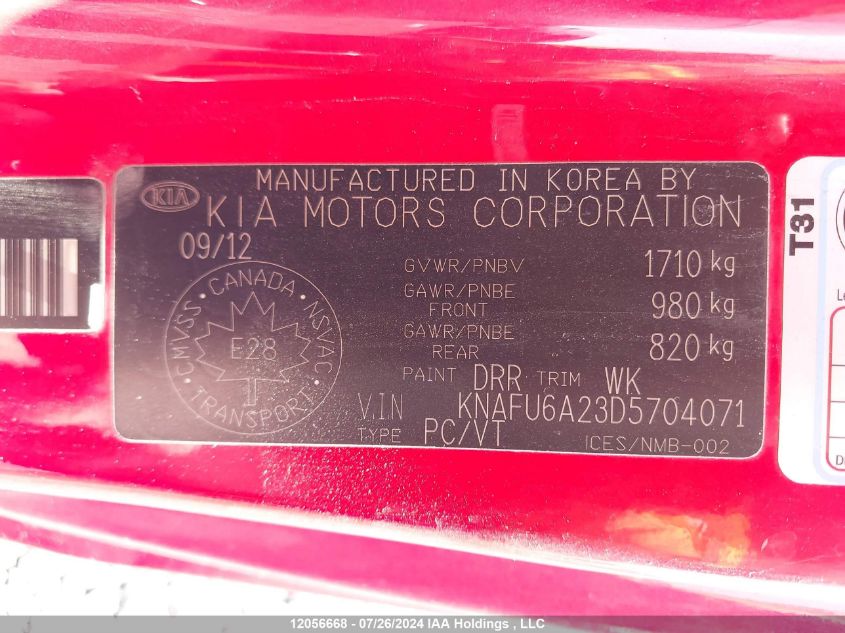 MANUFACTURED IN KOREA BY
KIA KIA MOTORS CORPORATION
09/12
GVWR/PNBV 1710 kg
GAWR/PNBE
FRONT 980 kg
GAWR/PNBE
REAR 820 kg
CMVSS · CANADA · NSVAC
E28
TRANSPORT
PAINT DRR TRIM WK
V.IN KNAFU6A23D5704071
TYPE PC/VT ICES/NMB-002
T31
12056668 - 07/26/2024 IAA Holdings , LLC